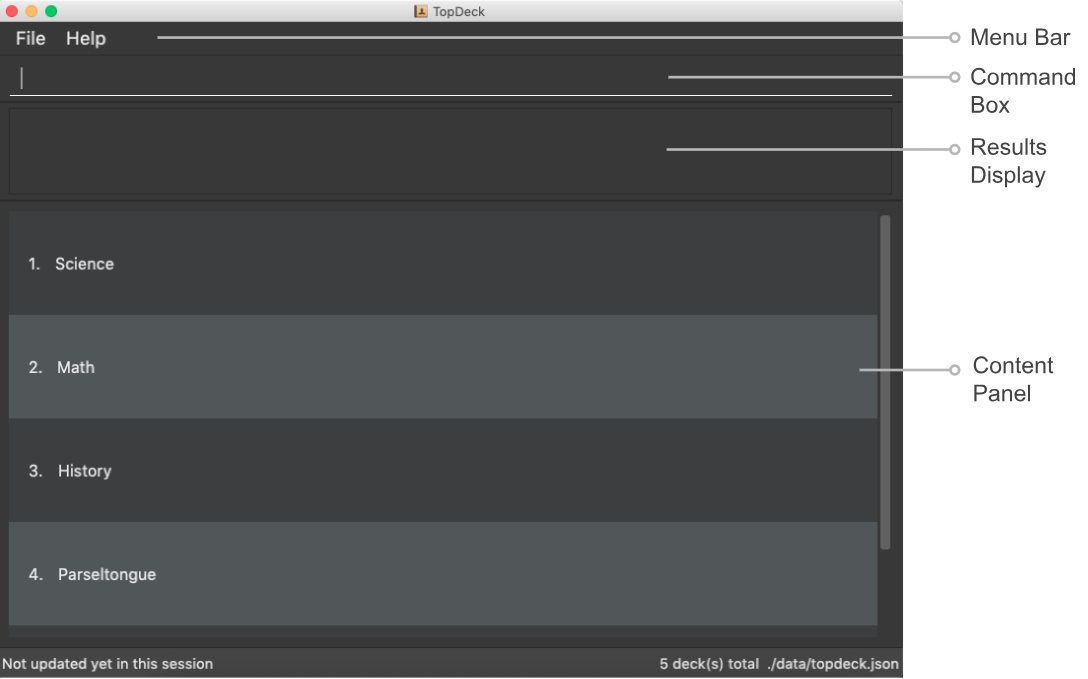 TopDeck
File Help
Menu Bar
Command
Box
Results
Display
1. Science
2. Math
Content
Panel
3. History
4. Parseltongue
Not updated yet in this session
5 deck(s) total ./data/topdeck.json